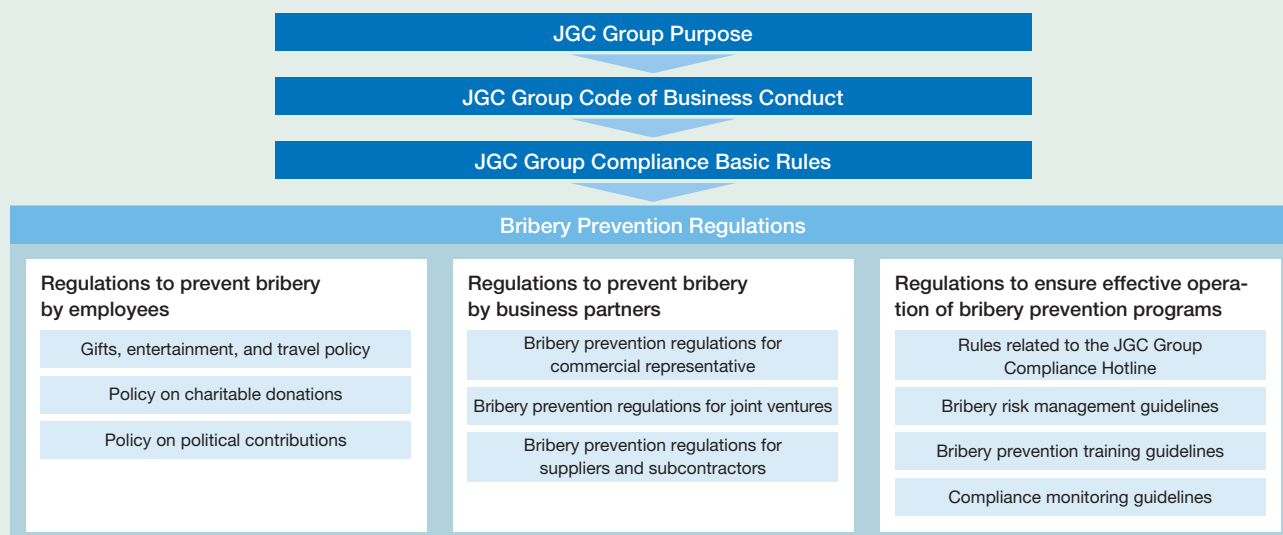 JGC Group Purpose
JGC Group Code of Business Conduct
JGC Group Compliance Basic Rules
Bribery Prevention Regulations
Regulations to prevent bribery
by employees
Gifts, entertainment, and travel policy
Policy on charitable donations
Policy on political contributions
Regulations to prevent bribery
by business partners
Bribery prevention regulations for
commercial representative
Bribery prevention regulations for joint ventures
Bribery prevention regulations for
suppliers and subcontractors
Regulations to ensure effective opera-
tion of bribery prevention programs
Rules related to the JGC Group
Compliance Hotline
Bribery risk management guidelines
Bribery prevention training guidelines
Compliance monitoring guidelines